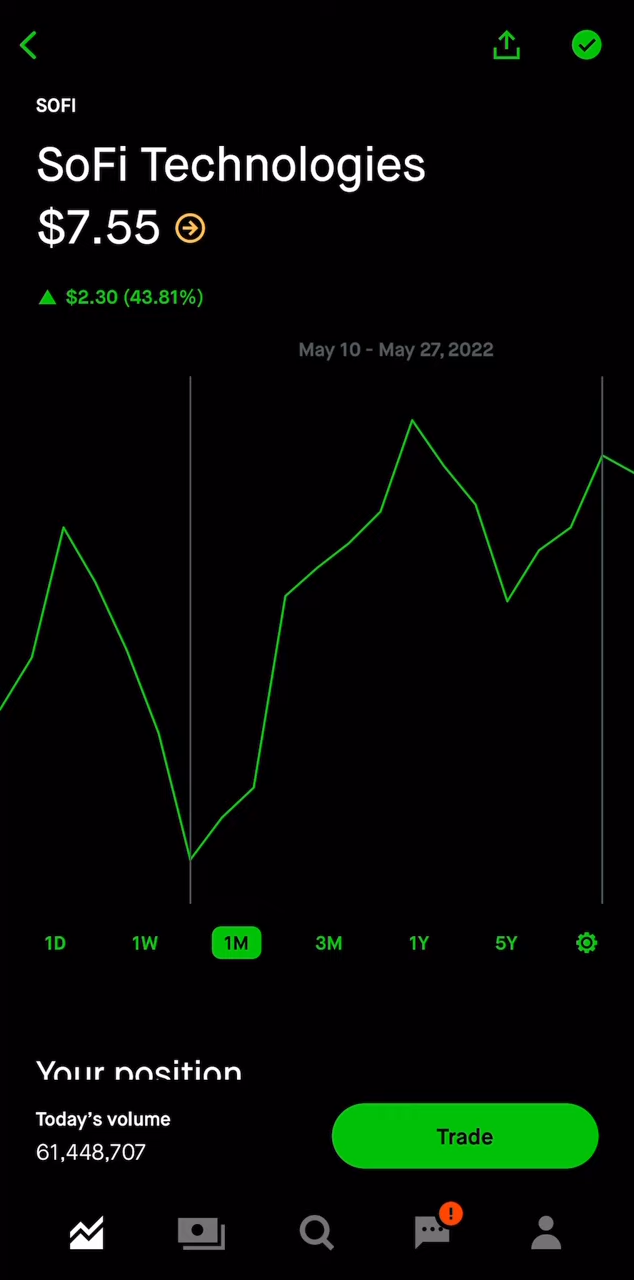 SOFI
SoFi Technologies
$7.55
$2.30 (43.81%)
May 10 - May 27, 2022
1D 1W 1M 3M 1Y 5Y
Your position
Today's volume
61,448,707
Trade
!